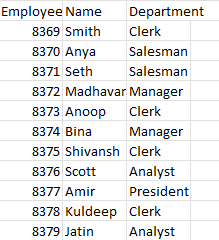 Employee Name Department
8369 Smith Clerk
8370 Anya Salesman
8371 Seth Salesman
8372 Madhavar Manager
8373 Anoop Clerk
8374 Bina Manager
8375 Shivansh Clerk
8376 Scott Analyst
8377 Amir President
8378 Kuldeep Clerk
8379 Jatin Analyst